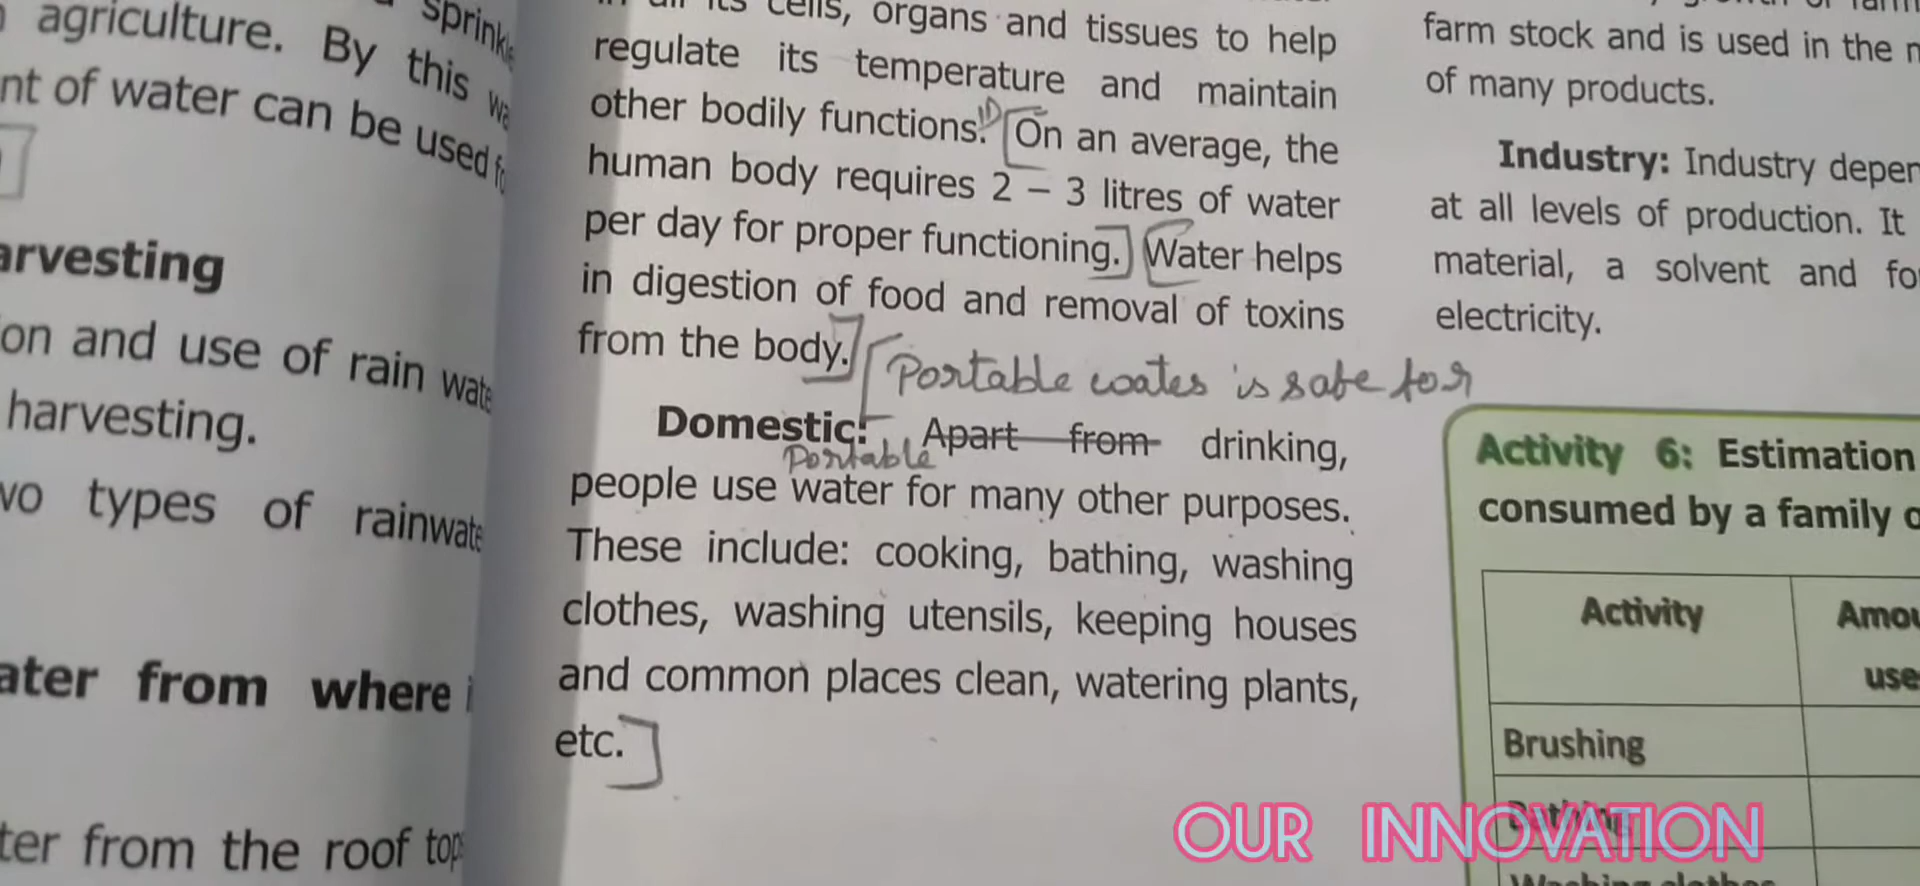 sprinkle
agriculture. By this
nt of water can be used
arvesting
on and use of rain
harvesting.
wo types of
ater from where
ter from the roof
its cells, organs and tissues to help
regulate its temperature and maintain
other bodily functions. On an average, the
human body requires 2 – 3 litres of water
per day for proper functioning. Water helps
in digestion of food and removal of toxins
from the body.
Portable wates is safe for
Domestic: Apart from drinking,
Portable
people use water for many other purposes.
These include: cooking, bathing, washing
clothes, washing utensils, keeping houses
and common places clean, watering plants,
etc.
farm stock and is used in the
of many products.
Industry: Industry depen
at all levels of production. It
material, a solvent and fo
electricity.
Activity 6: Estimation
consumed by a family
Activity
Amou
use
Brushing
Bathing
Washing clothes
OUR INNOVATION